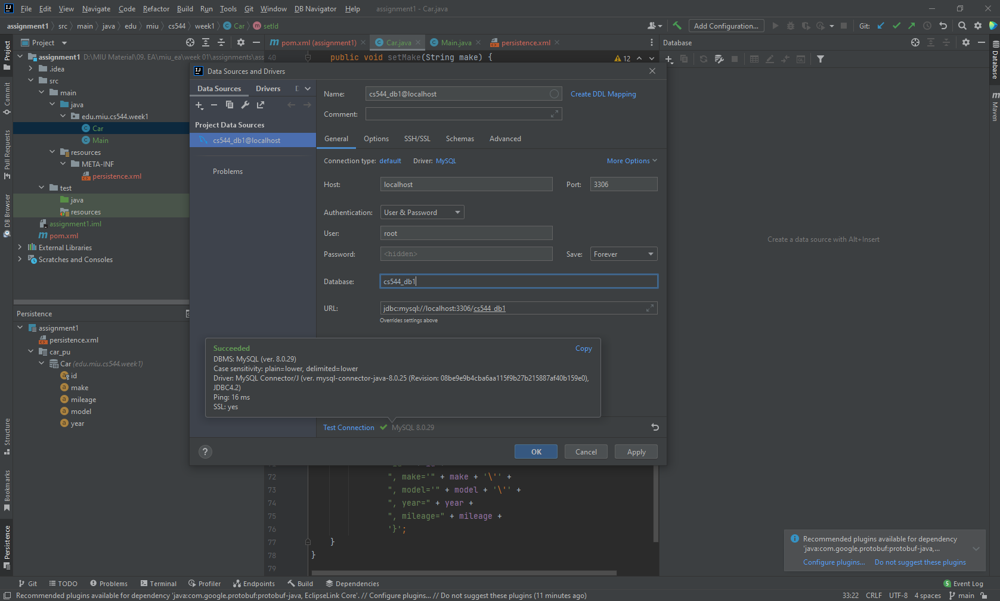 File Edit View Navigate Code Refactor Build Run Tools Git Window DB Navigator Help assignment1 - Car.java
assignment1 src main java edu miu cs544 week1 Car setId
Add Configuration... Git:
Project
pom.xml (assignment1) Car.java Main.java persistence.xml
Database
assignment1 D:\MIU Material\09. EA\miu_ea\week 01\assignments\ass
40 public void setMake(String make) { 12
.idea
src
main
java
edu.miu.cs544.week1
Car
Main
resources
META-INF
persistence.xml
test
java
resources
assignment1.iml
pom.xml
External Libraries
Scratches and Consoles
Persistence
assignment1
persistence.xml
car_pu
Car (edu.miu.cs544.week1)
id
make
mileage
model
year
Project
Commit
Pull Requests
DB Browser
Structure
Bookmarks
Persistence
Data Sources and Drivers
Data Sources Drivers
Project Data Sources
cs544_db1@localhost
Problems
Name: cs544_db1@localhost Create DDL Mapping
Comment:
General Options SSH/SSL Schemas Advanced
Connection type: default Driver: MySQL More Options
Host: localhost Port: 3306
Authentication: User & Password
User: root
Password: <hidden> Save: Forever
Database: cs544_db1
URL: jdbc:mysql://localhost:3306/cs544_db1
Overrides settings above
Succeeded Copy
DBMS: MySQL (ver. 8.0.29)
Case sensitivity: plain=lower, delimited=lower
Driver: MySQL Connector/J (ver. mysql-connector-java-8.0.25 (Revision: 08be9e9b4cba6aa115f9b27b215887af40b159e0),
JDBC4.2)
Ping: 16 ms
SSL: yes
Test Connection MySQL 8.0.29
? OK Cancel Apply
72 ", make='" + make + '\'' +
73 ", model='" + model + '\'' +
74 ", year=" + year +
75 ", mileage=" + mileage +
76 '}';
77 }
78 }
79
Create a data source with Alt+Insert
Database
Maven
Recommended plugins available for dependency
'java:com.google.protobuf:protobuf-java,...
Configure plugins... Do not suggest these plugins
Git TODO Problems Terminal Profiler Endpoints Build Dependencies 5 Event Log
Recommended plugins available for dependency 'java:com.google.protobuf:protobuf-java, EclipseLink Core'. // Configure plugins... // Do not suggest these plugins (11 minutes ago) 33:22 CRLF UTF-8 4 spaces main